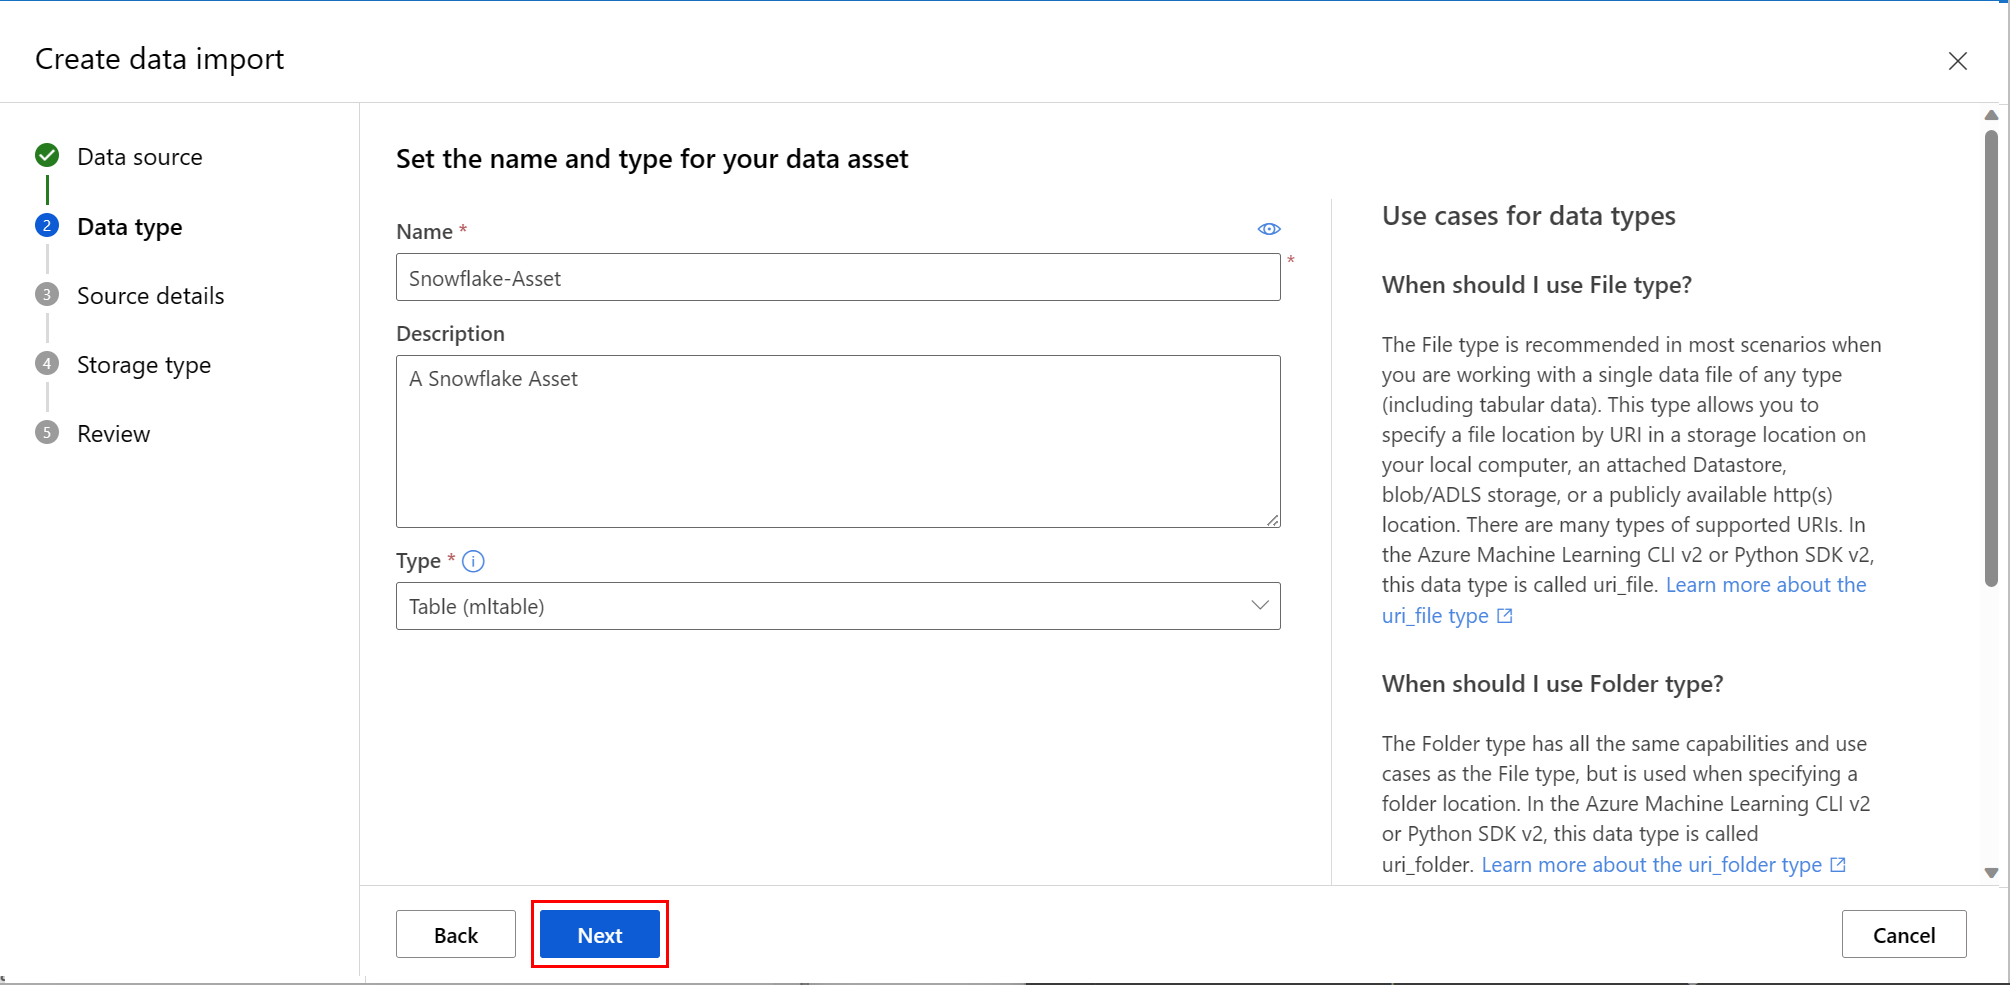 Create data import
Data source
2 Data type
3 Source details
4 Storage type
5 Review
Set the name and type for your data asset
Name *
Snowflake-Asset
*
Description
A Snowflake Asset
Type *
Table (mltable)
Use cases for data types
When should I use File type?
The File type is recommended in most scenarios when
you are working with a single data file of any type
(including tabular data). This type allows you to
specify a file location by URI in a storage location on
your local computer, an attached Datastore,
blob/ADLS storage, or a publicly available http(s)
location. There are many types of supported URIs. In
the Azure Machine Learning CLI v2 or Python SDK v2,
this data type is called uri_file. Learn more about the
uri_file type
When should I use Folder type?
The Folder type has all the same capabilities and use
cases as the File type, but is used when specifying a
folder location. In the Azure Machine Learning CLI v2
or Python SDK v2, this data type is called
uri_folder. Learn more about the uri_folder type
Back
Next
Cancel